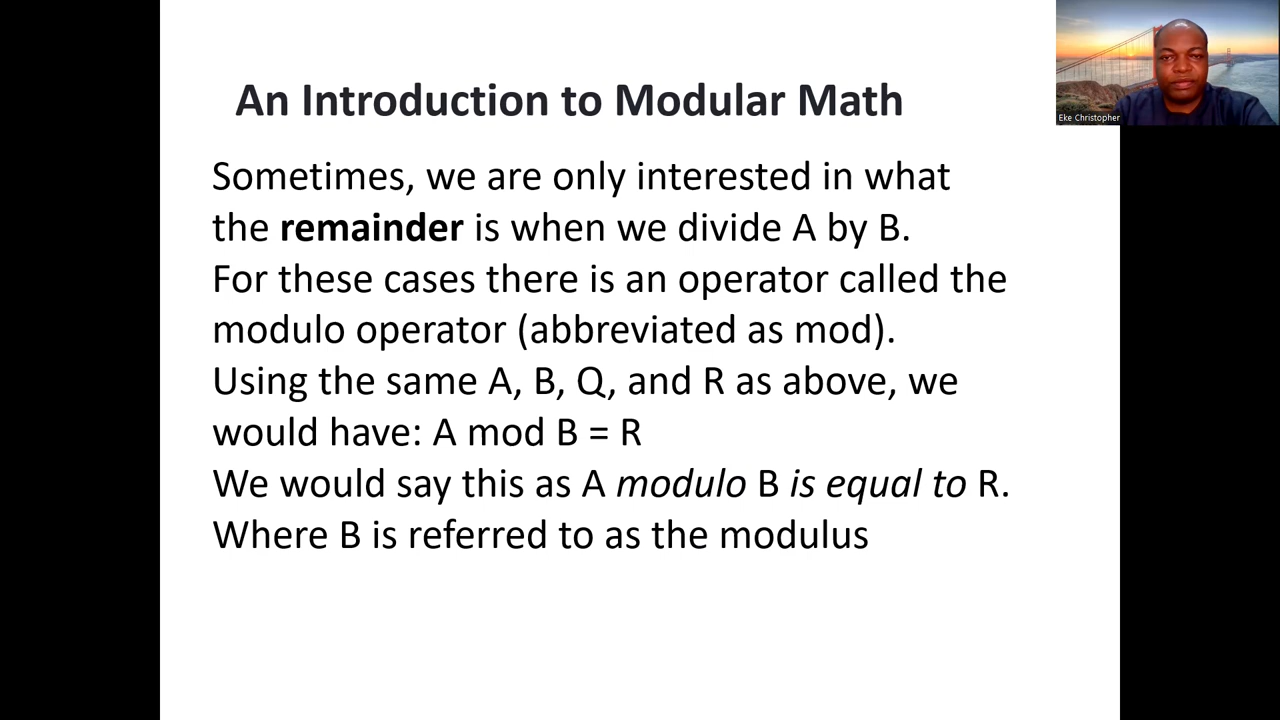 An Introduction to Modular Math
Sometimes, we are only interested in what
the remainder is when we divide A by B.
For these cases there is an operator called the
modulo operator (abbreviated as mod).
Using the same A, B, Q, and R as above, we
would have: A mod B = R
We would say this as A modulo B is equal to R.
Where B is referred to as the modulus
Eke Christopher